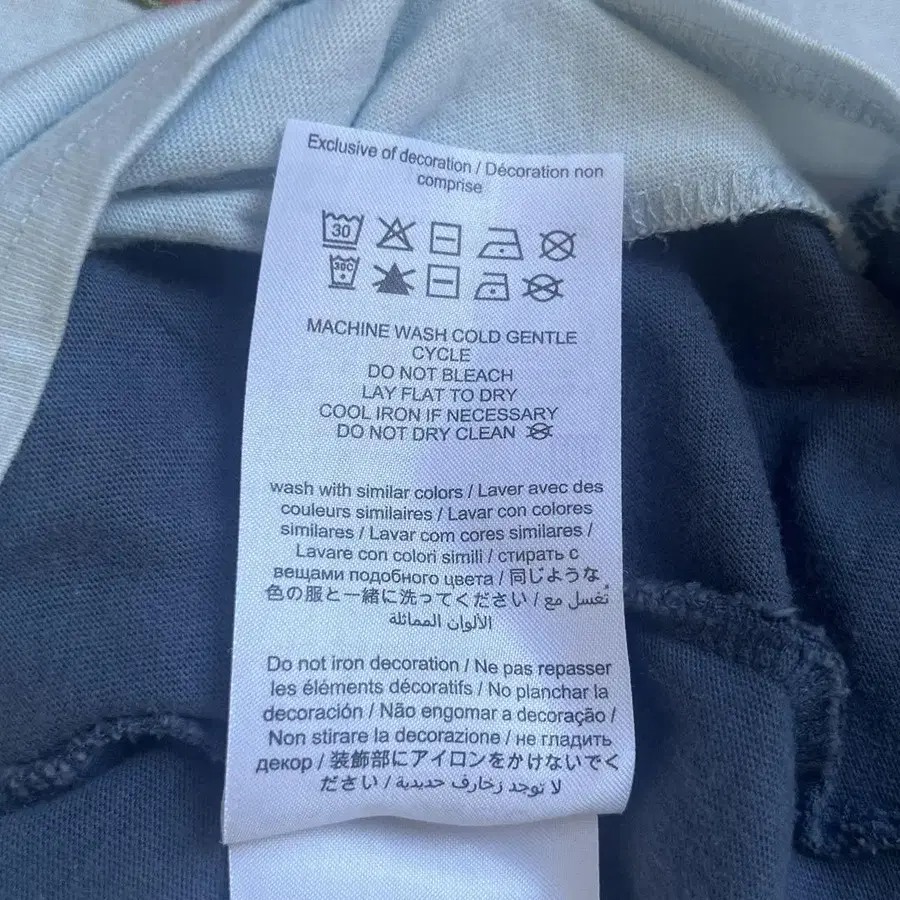 Exclusive of decoration / Décoration non
comprise
30
30C
MACHINE WASH COLD GENTLE
CYCLE
DO NOT BLEACH
LAY FLAT TO DRY
COOL IRON IF NECESSARY
DO NOT DRY CLEAN
wash with similar colors / Laver avec des
couleurs similaires / Lavar con colores
similares / Lavar com cores similares /
Lavare con colori simili / стирать с
вещами подобного цвета / 同じような
色の服と一緒に洗ってください / تُغسل مع
الألوان المماثلة
Do not iron decoration / Ne pas repasser
les éléments décoratifs / No planchar la
decoración / Não engomar a decoração /
Non stirare la decorazione / не гладить
декор / 装飾部にアイロンをかけないでく
ださい / لا توجد زخارف حديدية